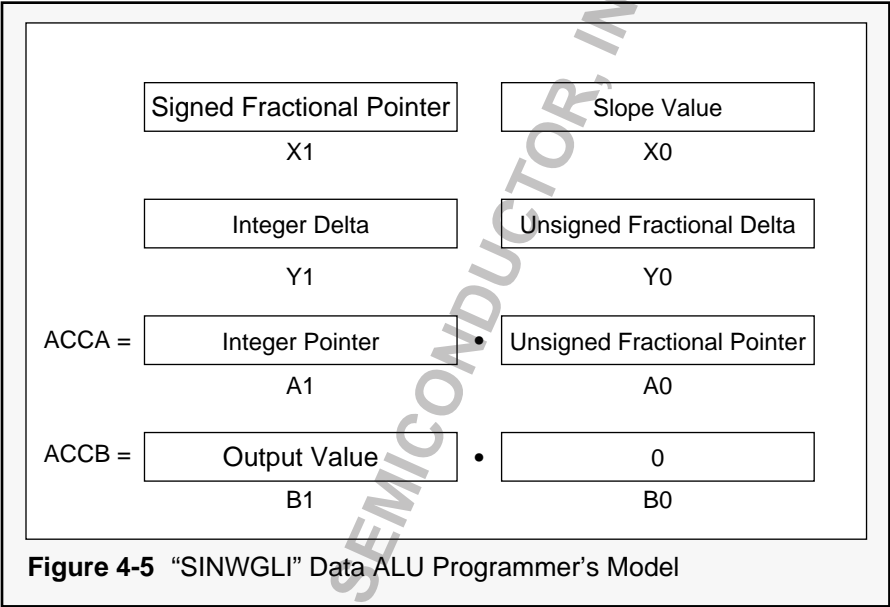 Signed Fractional Pointer Slope Value
X1 X0
Integer Delta Unsigned Fractional Delta
Y1 Y0
ACCA = Integer Pointer • Unsigned Fractional Pointer
A1 A0
ACCB = Output Value • 0
B1 B0
Figure 4-5 “SINWGLI” Data ALU Programmer’s Model
SEMICONDUCTOR, IN